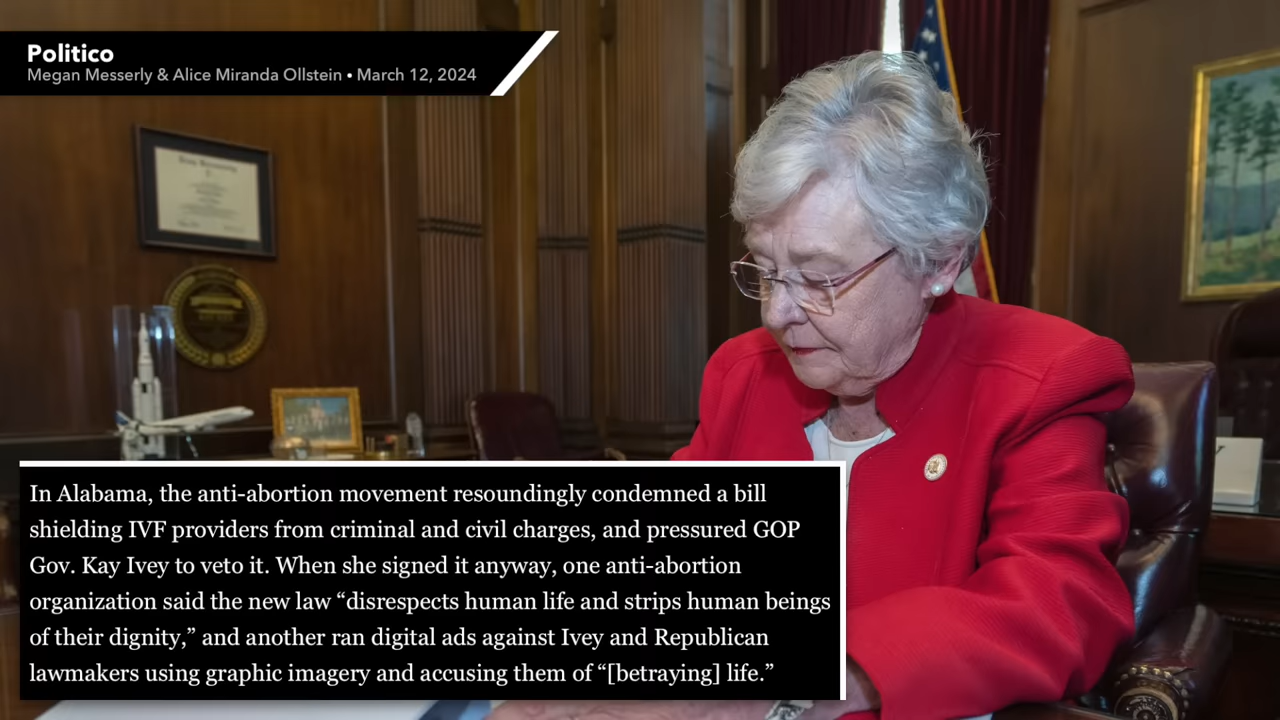 Politico
Megan Messerly & Alice Miranda Ollstein • March 12, 2024
In Alabama, the anti-abortion movement resoundingly condemned a bill
shielding IVF providers from criminal and civil charges, and pressured GOP
Gov. Kay Ivey to veto it. When she signed it anyway, one anti-abortion
organization said the new law “disrespects human life and strips human beings
of their dignity,” and another ran digital ads against Ivey and Republican
lawmakers using graphic imagery and accusing them of “[betraying] life.”